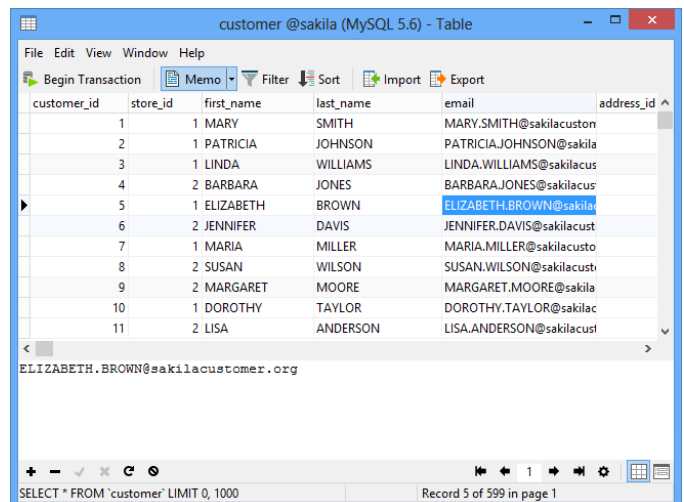 customer @sakila (MySQL 5.6) - Table
File Edit View Window Help
Begin Transaction Memo Filter Sort Import Export
customer_id store_id first_name last_name email address_id
1 1 MARY SMITH MARY.SMITH@sakilacustom
2 1 PATRICIA JOHNSON PATRICIA.JOHNSON@sakila
3 1 LINDA WILLIAMS LINDA.WILLIAMS@sakilacus
4 2 BARBARA JONES BARBARA.JONES@sakilacus
5 1 ELIZABETH BROWN ELIZABETH.BROWN@sakila
6 2 JENNIFER DAVIS JENNIFER.DAVIS@sakilacust
7 1 MARIA MILLER MARIA.MILLER@sakilacusto
8 2 SUSAN WILSON SUSAN.WILSON@sakilacust
9 2 MARGARET MOORE MARGARET.MOORE@sakila
10 1 DOROTHY TAYLOR DOROTHY.TAYLOR@sakilac
11 2 LISA ANDERSON LISA.ANDERSON@sakilacust
ELIZABETH.BROWN@sakilacustomer.org
1
SELECT * FROM `customer` LIMIT 0, 1000 Record 5 of 599 in page 1